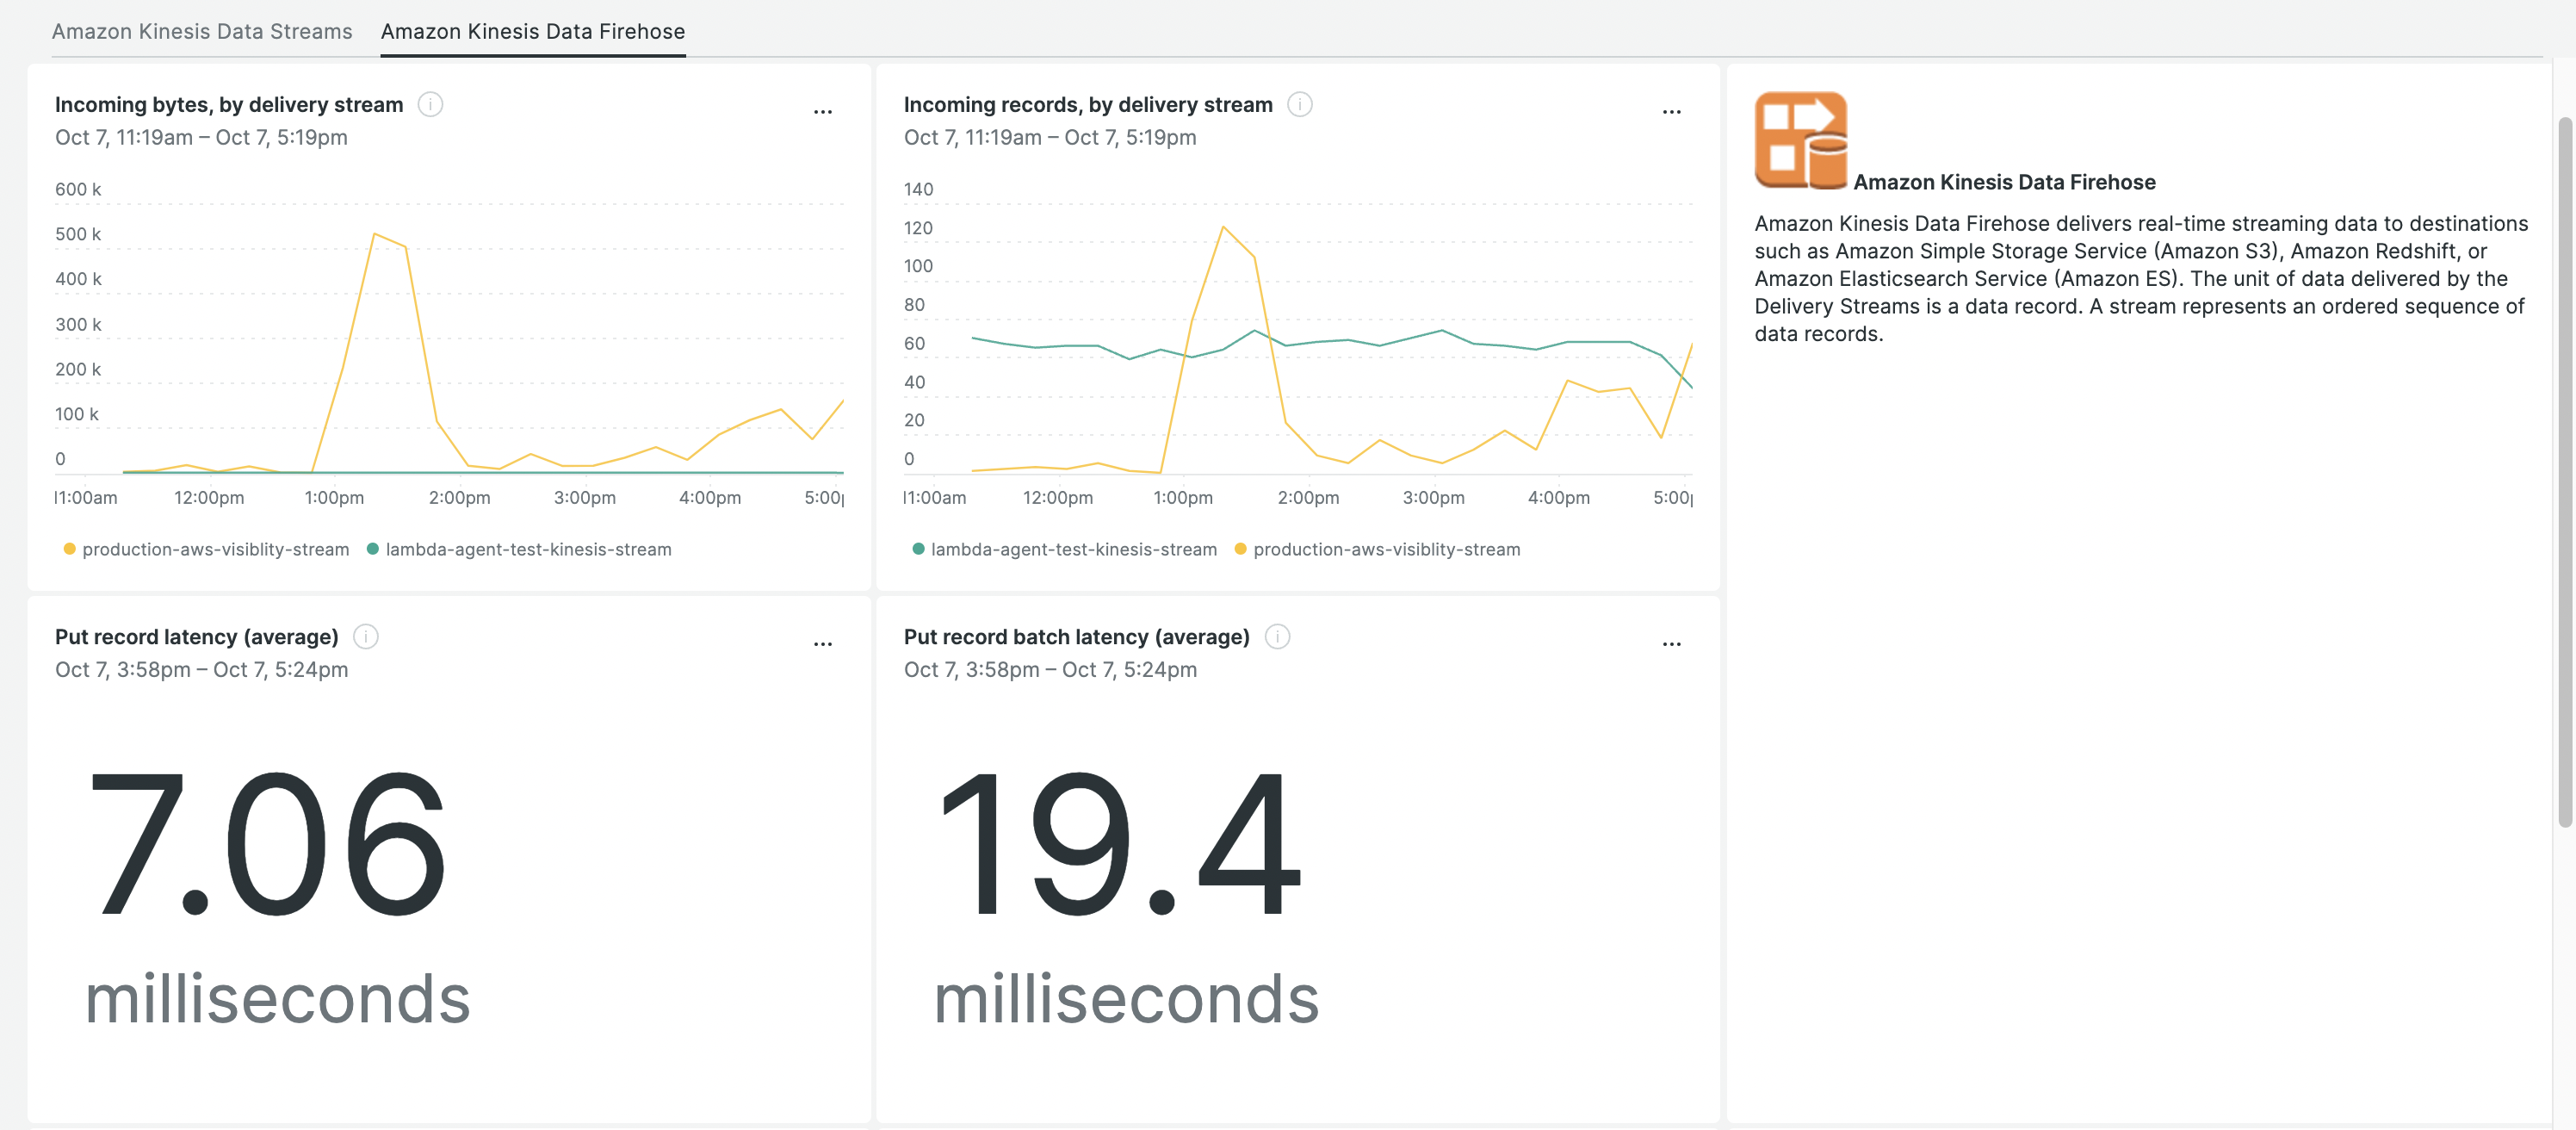 Amazon Kinesis Data Streams
Amazon Kinesis Data Firehose
Incoming bytes, by delivery stream
Oct 7, 11:19am – Oct 7, 5:19pm
600 k
500 k
400 k
300 k
200 k
100 k
0
11:00am 12:00pm 1:00pm 2:00pm 3:00pm 4:00pm 5:00p
production-aws-visiblity-stream lambda-agent-test-kinesis-stream
Incoming records, by delivery stream
Oct 7, 11:19am – Oct 7, 5:19pm
140
120
100
80
60
40
20
0
11:00am 12:00pm 1:00pm 2:00pm 3:00pm 4:00pm 5:00p
lambda-agent-test-kinesis-stream production-aws-visiblity-stream
Amazon Kinesis Data Firehose
Amazon Kinesis Data Firehose delivers real-time streaming data to destinations
such as Amazon Simple Storage Service (Amazon S3), Amazon Redshift, or
Amazon Elasticsearch Service (Amazon ES). The unit of data delivered by the
Delivery Streams is a data record. A stream represents an ordered sequence of
data records.
Put record latency (average)
Oct 7, 3:58pm – Oct 7, 5:24pm
7.06
milliseconds
Put record batch latency (average)
Oct 7, 3:58pm – Oct 7, 5:24pm
19.4
milliseconds